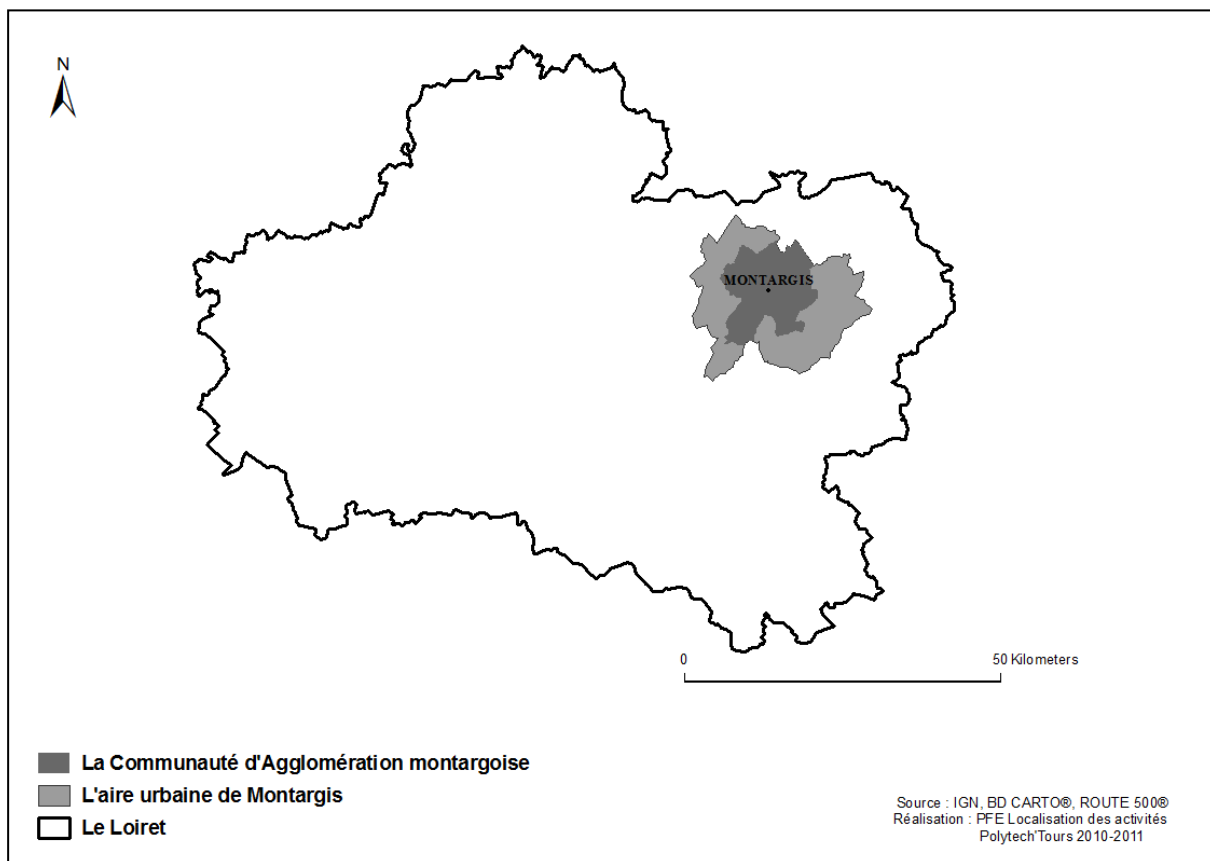 N
MONTARGIS
0 50 Kilometers
La Communauté d'Agglomération montargoise
L'aire urbaine de Montargis
Le Loiret
Source : IGN, BD CARTO®, ROUTE 500®
Réalisation : PFE Localisation des activités
Polytech'Tours 2010-2011